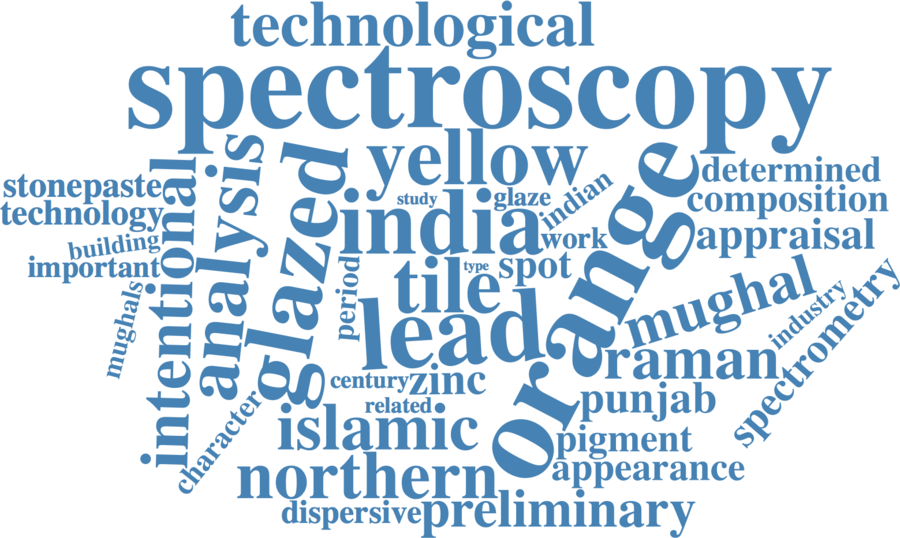 technological
spectroscopy
yellow
determined
stonepaste
composition
technology
intentional
analysis
glazed
study
glaze
indian
orange
india
work
appraisal
building
important
period
tile
type
spot
mughal
mughals
lead
industry
spectrometry
raman
century
zinc
punjab
character
related
islamic
pigment
northern
appearance
dispersive
preliminary